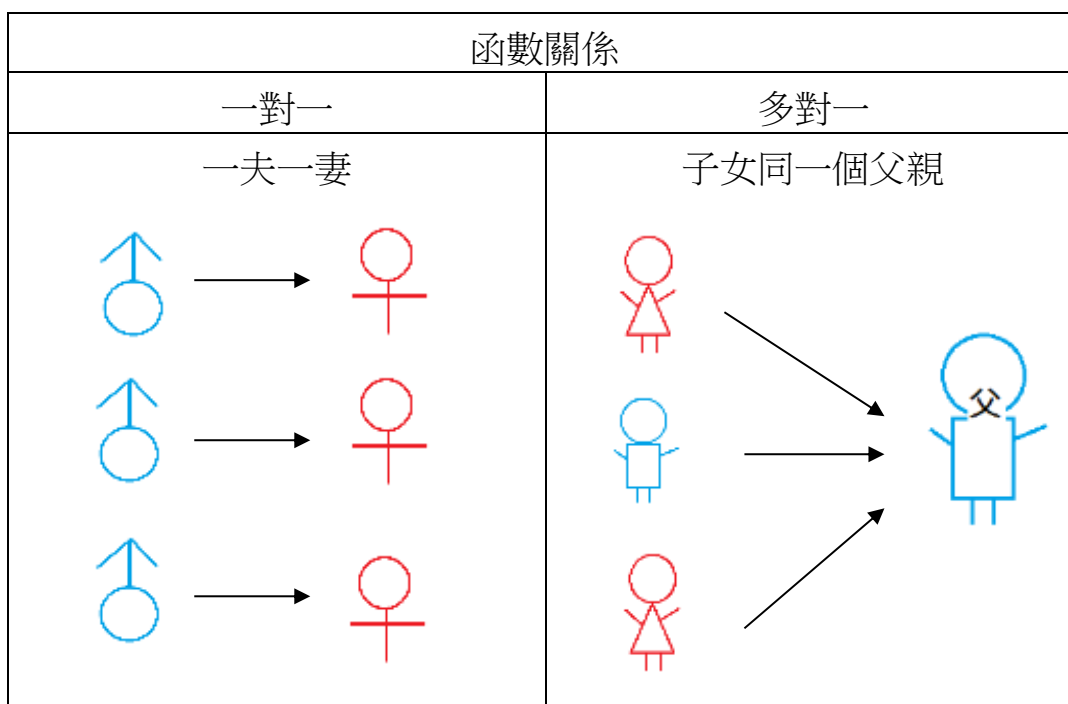 函數關係
一對一
多對一
一夫一妻
子女同一個父親
父